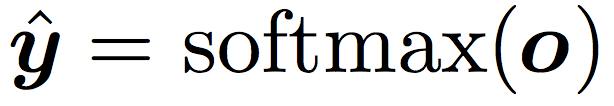 ŷ = softmax(o)